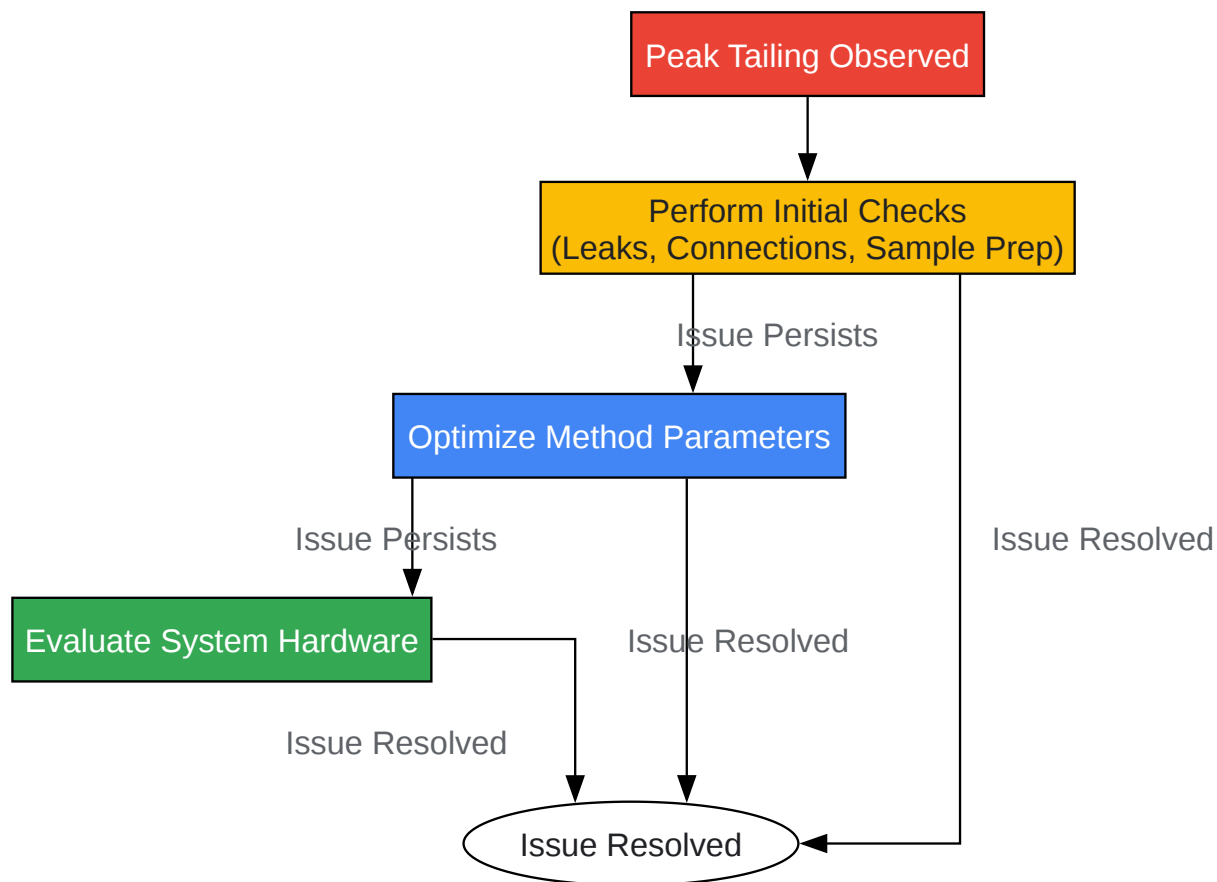 Peak Tailing Observed
Perform Initial Checks
(Leaks, Connections, Sample Prep)
Issue Persists
Optimize Method Parameters
Issue Persists
Issue Resolved
Evaluate System Hardware
Issue Resolved
Issue Resolved
Issue Resolved